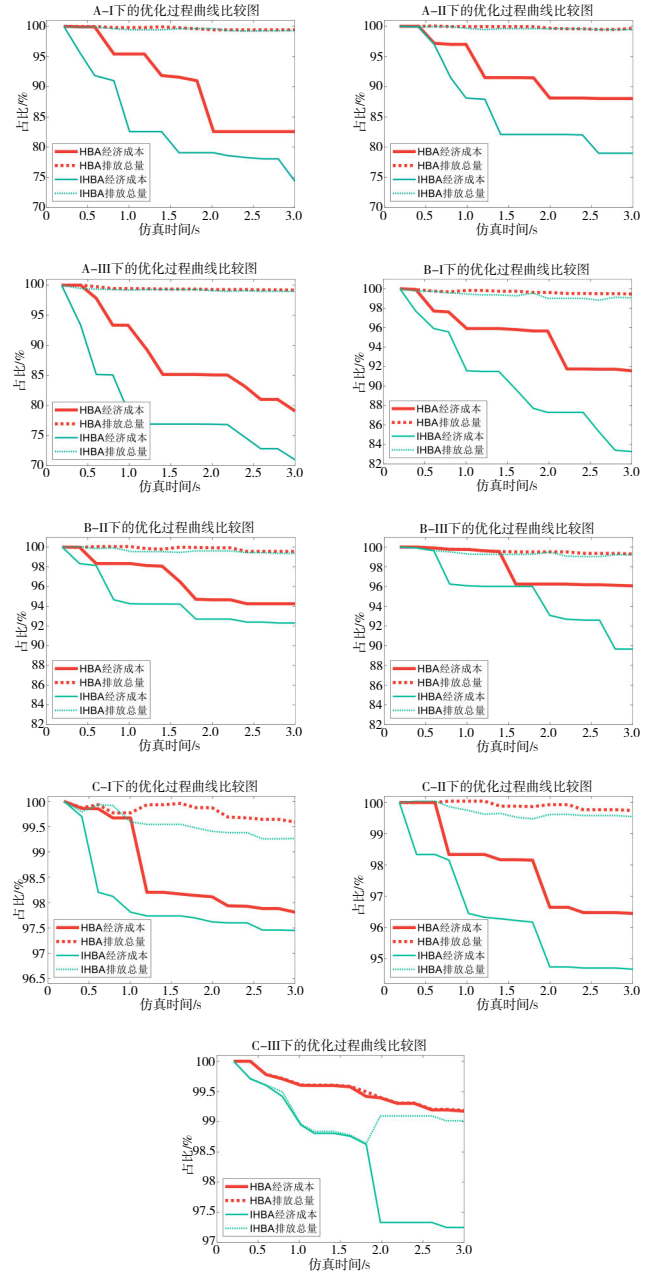 A-I下的优化过程曲线比较图
100
95
90
85
80
75
70
占比/%
HBA经济成本
HBA排放总量
IHBA经济成本
IHBA排放总量
0 0.5 1.0 1.5 2.0 2.5 3.0
仿真时间/s
A-II下的优化过程曲线比较图
100
95
90
85
80
75
70
占比/%
HBA经济成本
HBA排放总量
IHBA经济成本
IHBA排放总量
0 0.5 1.0 1.5 2.0 2.5 3.0
仿真时间/s
A-III下的优化过程曲线比较图
100
95
90
85
80
75
70
占比/%
HBA经济成本
HBA排放总量
IHBA经济成本
IHBA排放总量
0 0.5 1.0 1.5 2.0 2.5 3.0
仿真时间/s
B-I下的优化过程曲线比较图
100
98
96
94
92
90
88
86
84
82
占比/%
HBA经济成本
HBA排放总量
IHBA经济成本
IHBA排放总量
0 0.5 1.0 1.5 2.0 2.5 3.0
仿真时间/s
B-II下的优化过程曲线比较图
100
98
96
94
92
90
88
86
84
82
占比/%
HBA经济成本
HBA排放总量
IHBA经济成本
IHBA排放总量
0 0.5 1.0 1.5 2.0 2.5 3.0
仿真时间/s
B-III下的优化过程曲线比较图
100
98
96
94
92
90
88
86
84
82
占比/%
HBA经济成本
HBA排放总量
IHBA经济成本
IHBA排放总量
0 0.5 1.0 1.5 2.0 2.5 3.0
仿真时间/s
C-I下的优化过程曲线比较图
100
99.5
99
98.5
98
97.5
97
96.5
占比/%
HBA经济成本
HBA排放总量
IHBA经济成本
IHBA排放总量
0 0.5 1.0 1.5 2.0 2.5 3.0
仿真时间/s
C-II下的优化过程曲线比较图
100
99
98
97
96
95
占比/%
HBA经济成本
HBA排放总量
IHBA经济成本
IHBA排放总量
0 0.5 1.0 1.5 2.0 2.5 3.0
仿真时间/s
C-III下的优化过程曲线比较图
100
99.5
99
98.5
98
97.5
97
占比/%
HBA经济成本
HBA排放总量
IHBA经济成本
IHBA排放总量
0 0.5 1.0 1.5 2.0 2.5 3.0
仿真时间/s